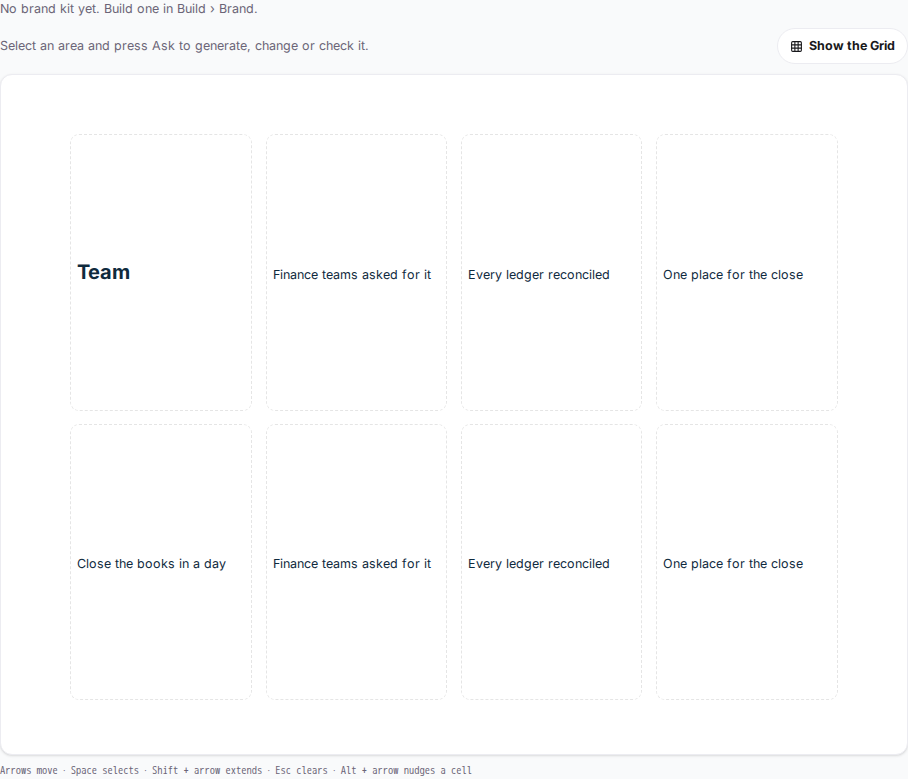 No brand kit yet. Build one in Build › Brand.
Select an area and press Ask to generate, change or check it.
Show the Grid
Team
Finance teams asked for it
Every ledger reconciled
One place for the close
Close the books in a day
Finance teams asked for it
Every ledger reconciled
One place for the close
Arrows move · Space selects · Shift + arrow extends · Esc clears · Alt + arrow nudges a cell